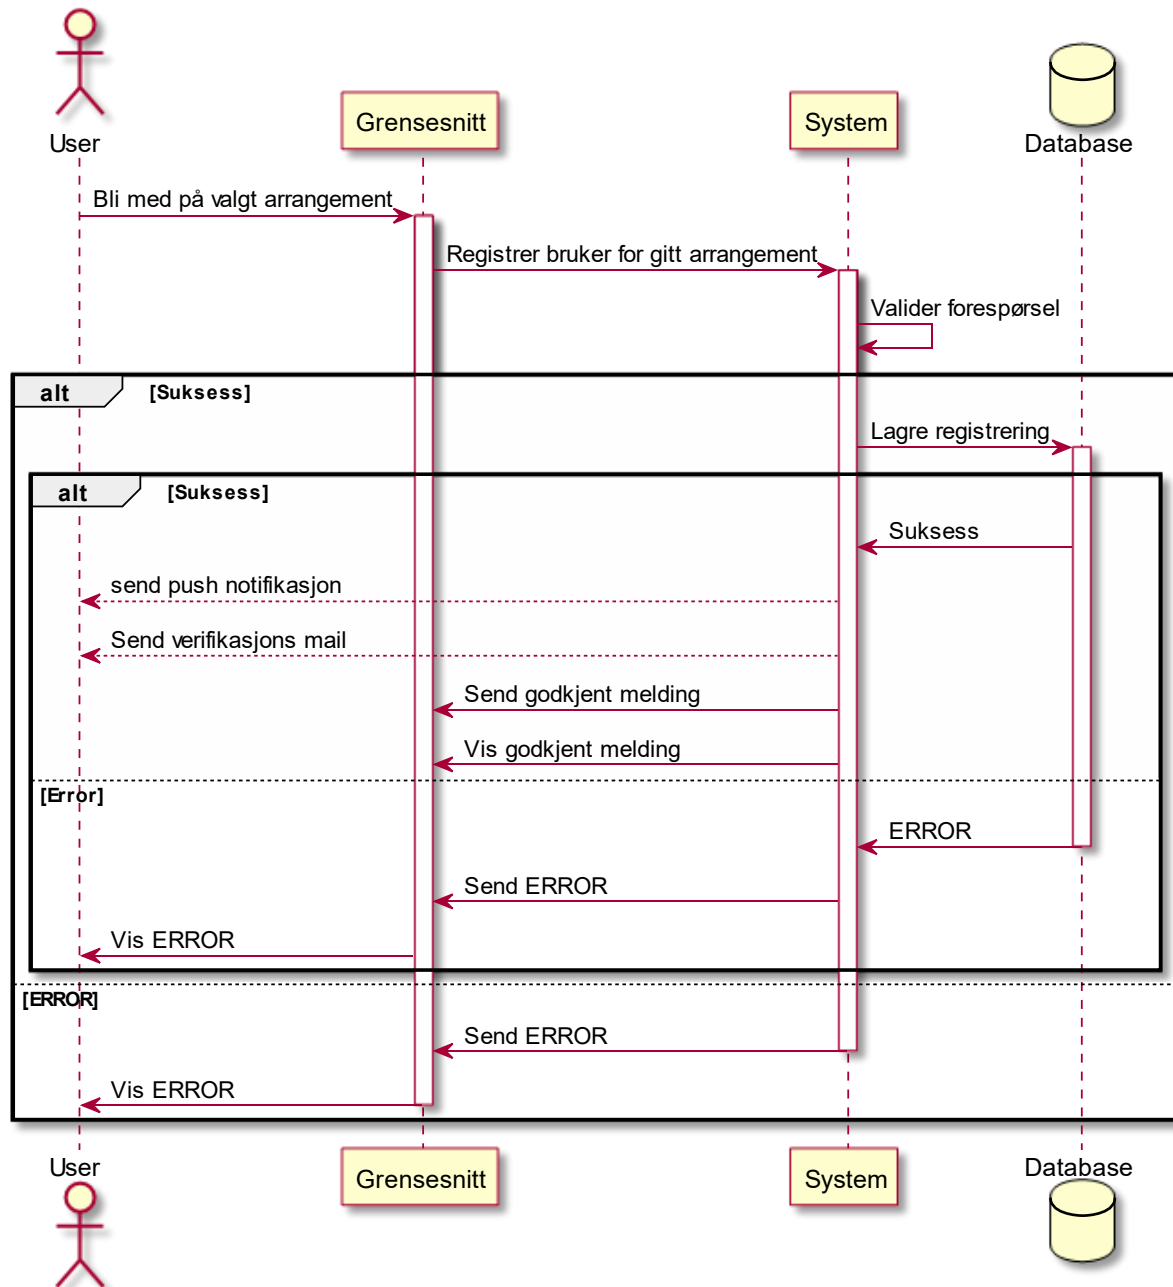 User
Grensesnitt
System
Database
Bli med på valgt arrangement
Registrer bruker for gitt arrangement
Valider forespørsel
alt [Suksess]
Lagre registrering
alt [Suksess]
Suksess
send push notifikasjon
Send verifikasjons mail
Send godkjent melding
Vis godkjent melding
[Error]
ERROR
Send ERROR
Vis ERROR
[ERROR]
Send ERROR
Vis ERROR
User
Grensesnitt
System
Database